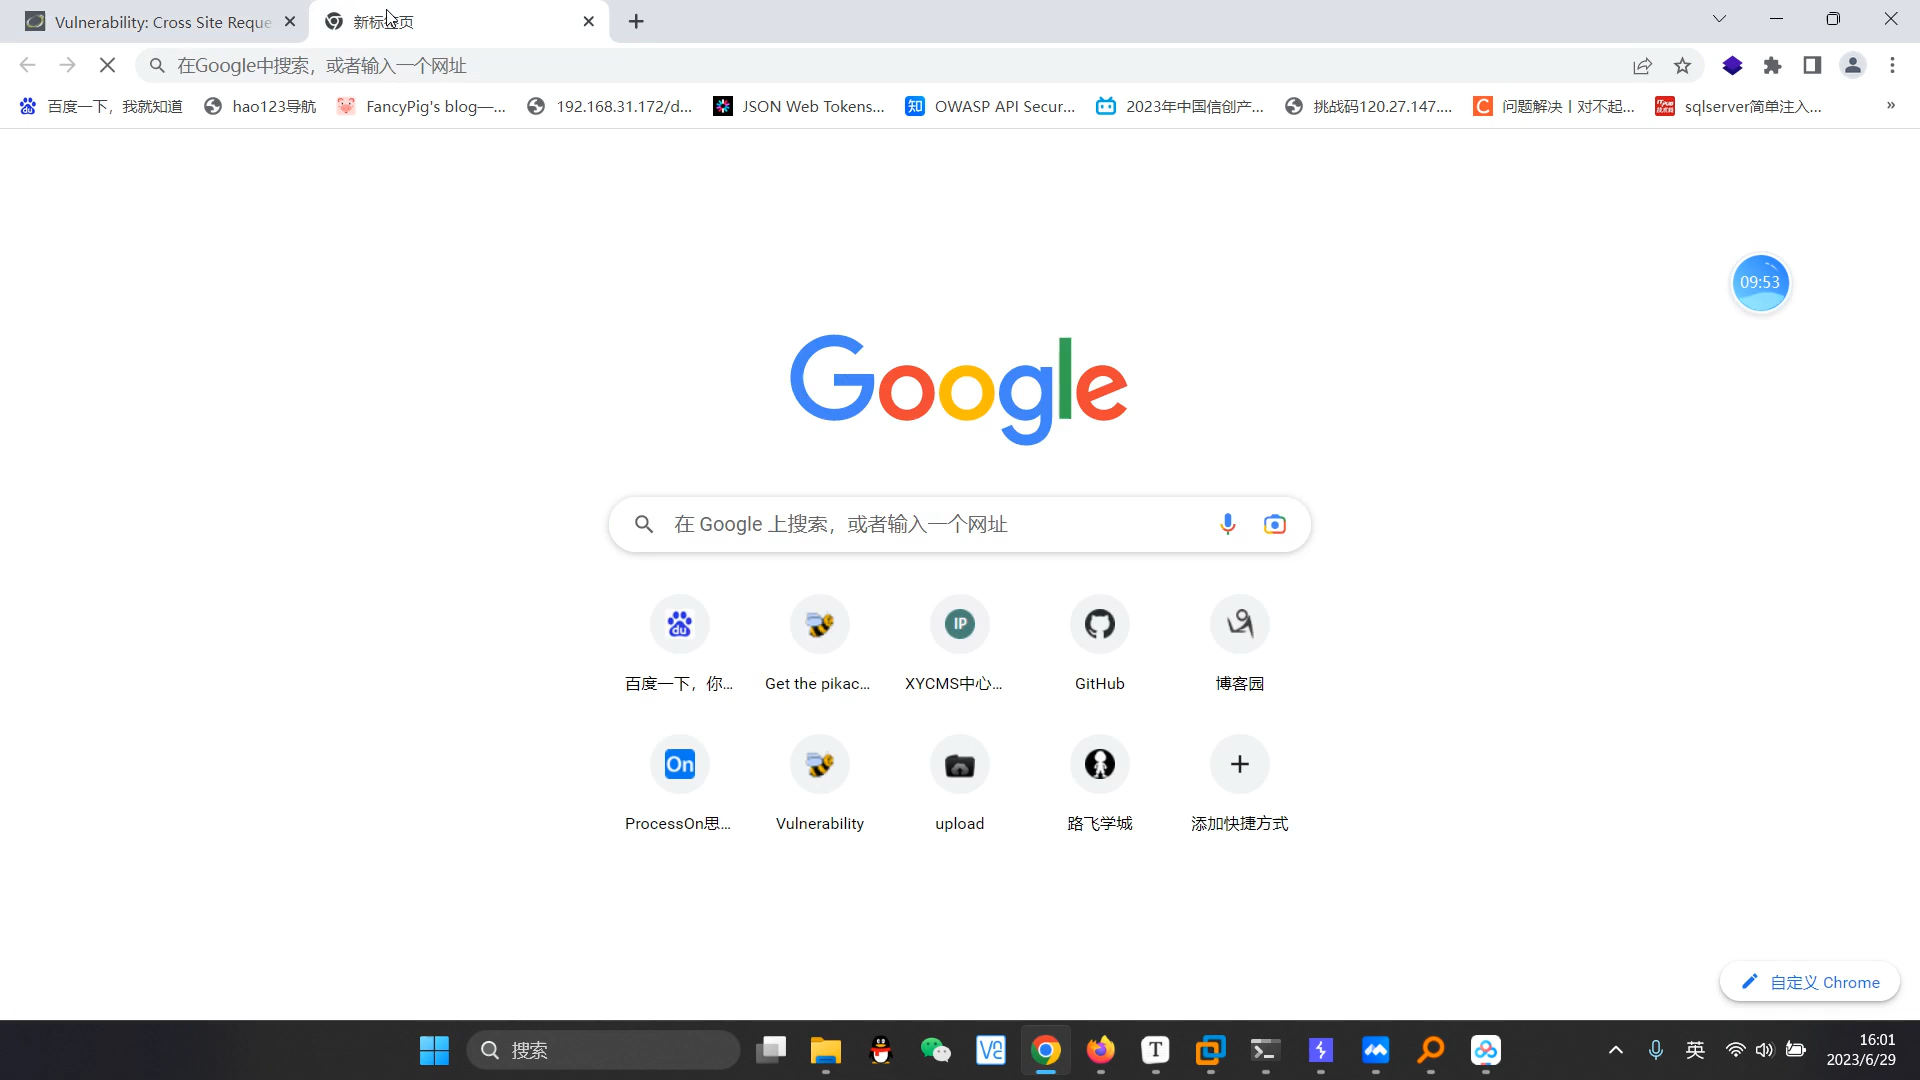 Vulnerability: Cross Site Reque
新标
页
在Google中搜索，或者输入一个网址
百度一下，我就知道
hao123导航
FancyPig's blog—...
192.168.31.172/d...
JSON Web Tokens...
知
OWASP API Secur...
2023年中国信创产...
挑战码120.27.147....
C
问题解决丨对不起...
sqlserver简单注入...
»
09:53
Google
在 Google 上搜索，或者输入一个网址
du
IP
百度一下，你...
Get the pikac...
XYCMS中心...
GitHub
博客园
On
ProcessOn思...
Vulnerability
upload
路飞学城
添加快捷方式
自定义 Chrome
搜索
T
英
16:01
2023/6/29